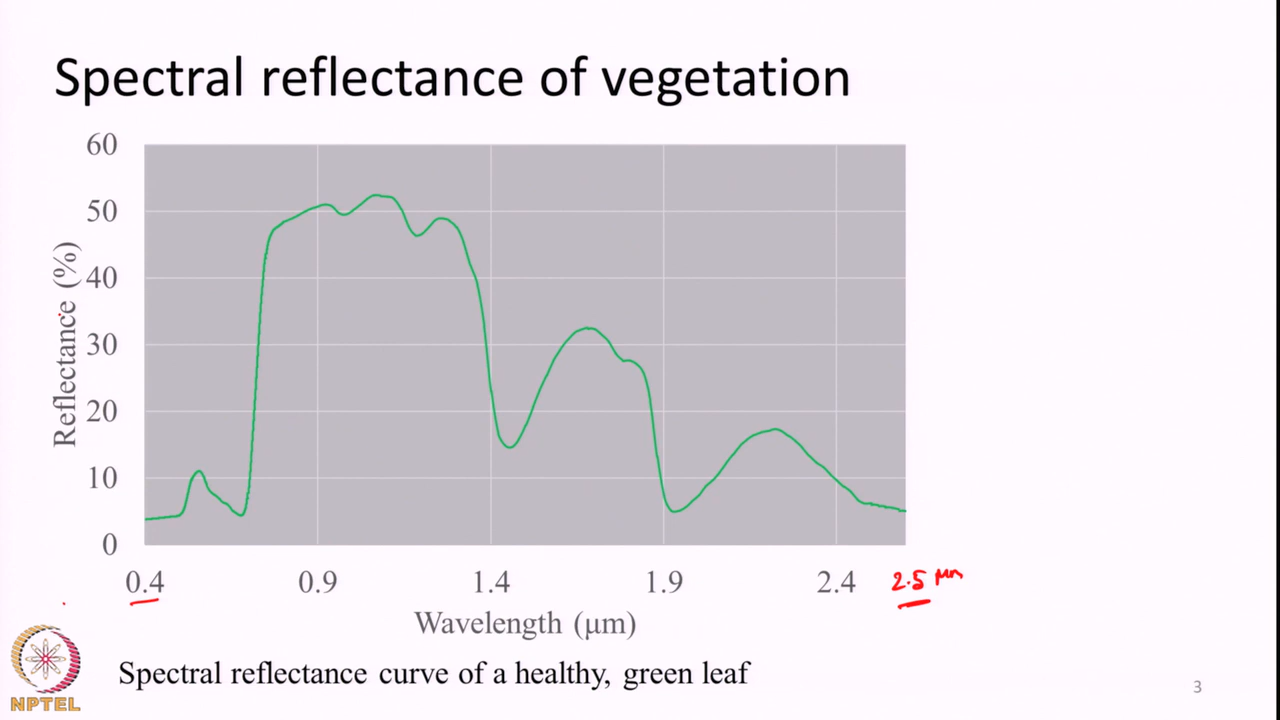 Spectral reflectance of vegetation
60
50
40
30
20
10
0
Reflectance (%)
0.4 0.9 1.4 1.9 2.4 2.5 μm
Wavelength (μm)
Spectral reflectance curve of a healthy, green leaf
NPTEL
3